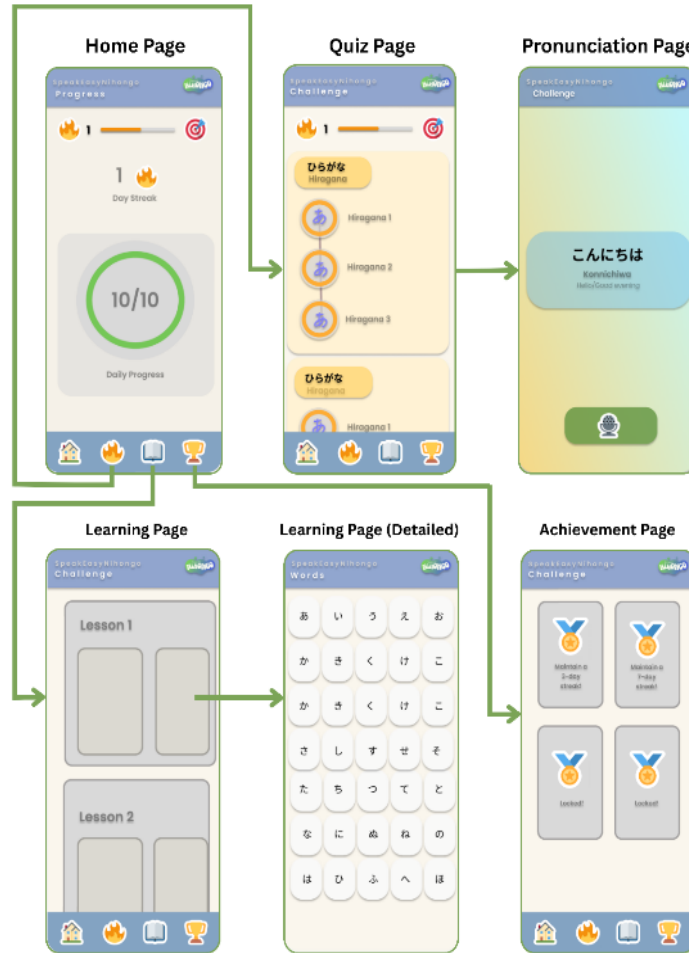 Home Page
SpeakEasyNihongo
Progress
1
1
Day Streak
10/10
Daily Progress
Quiz Page
SpeakEasyNihongo
Challenge
1
ひらがな
Hiragana
あ
Hiragana 1
あ
Hiragana 2
あ
Hiragana 3
ひらがな
Hiragana
あ
Hiragana 1
Pronunciation Page
SpeakEasyNihongo
Challenge
こんにちは
Konnichiwa
Hello/Good evening
Learning Page
SpeakEasyNihongo
Challenge
Lesson 1
Lesson 2
Learning Page (Detailed)
SpeakEasyNihongo
Words
あ い う え お
か き く け こ
か き く け こ
さ し す せ そ
た ち つ て と
な に ぬ ね の
は ひ ふ へ ほ
Achievement Page
SpeakEasyNihongo
Challenge
Maintain a
3-day
streak!
Maintain a
7-day
streak!
Locked!
Locked!